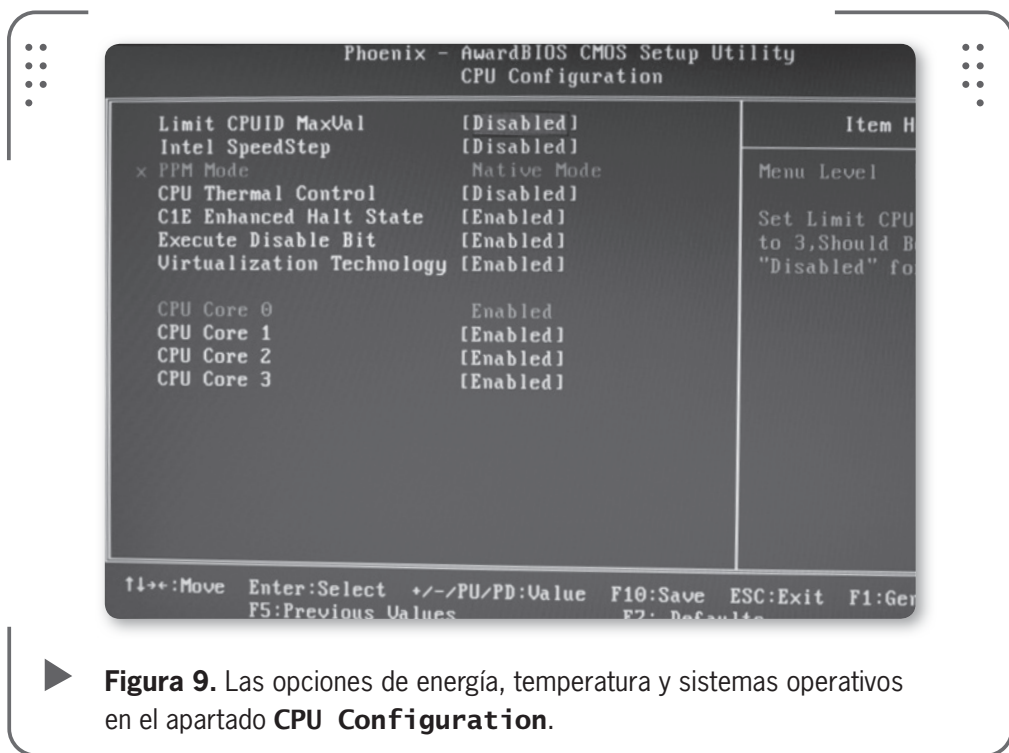 Phoenix - AwardBIOS CMOS Setup Utility
CPU Configuration
Limit CPUID MaxVal [Disabled]
Intel SpeedStep [Disabled]
x PPM Mode Native Mode
CPU Thermal Control [Disabled]
C1E Enhanced Halt State [Enabled]
Execute Disable Bit [Enabled]
Virtualization Technology [Enabled]
CPU Core 0 Enabled
CPU Core 1 [Enabled]
CPU Core 2 [Enabled]
CPU Core 3 [Enabled]
Item H
Menu Level
Set Limit CPU
to 3,Should B
"Disabled" fo
↑↓→←:Move Enter:Select +/-/PU/PD:Value F10:Save ESC:Exit F1:Gen
F5:Previous Values F7: Defaults
▶ Figura 9. Las opciones de energía, temperatura y sistemas operativos
en el apartado CPU Configuration.